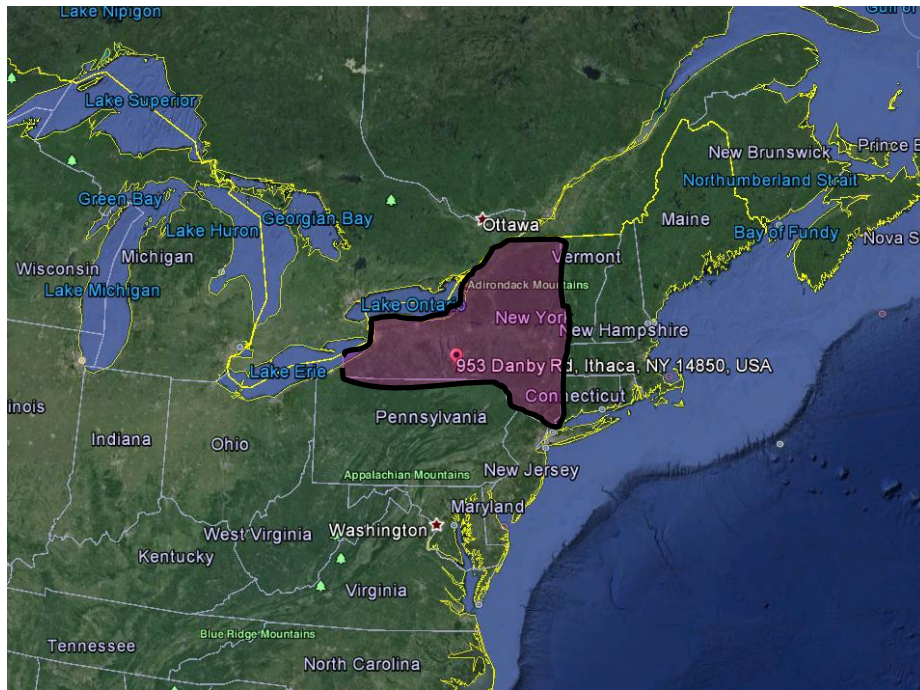 Lake Nipigon
Gulf of
Lake Superior
New Brunswick
Prince E
Green Bay
Northumberland Strait
Georgian Bay
Ottawa
Maine
Lake Huron
Bay of Fundy
Nova S
Michigan
Vermont
Wisconsin
Lake Michigan
Adirondack Mountains
Lake Ontario
New York
New Hampshire
953 Danby Rd, Ithaca, NY 14850, USA
Lake Erie
Connecticut
inois
Pennsylvania
Indiana
Ohio
Appalachian Mountains
New Jersey
Maryland
Washington
West Virginia
Kentucky
Virginia
Blue Ridge Mountains
Tennessee
North Carolina